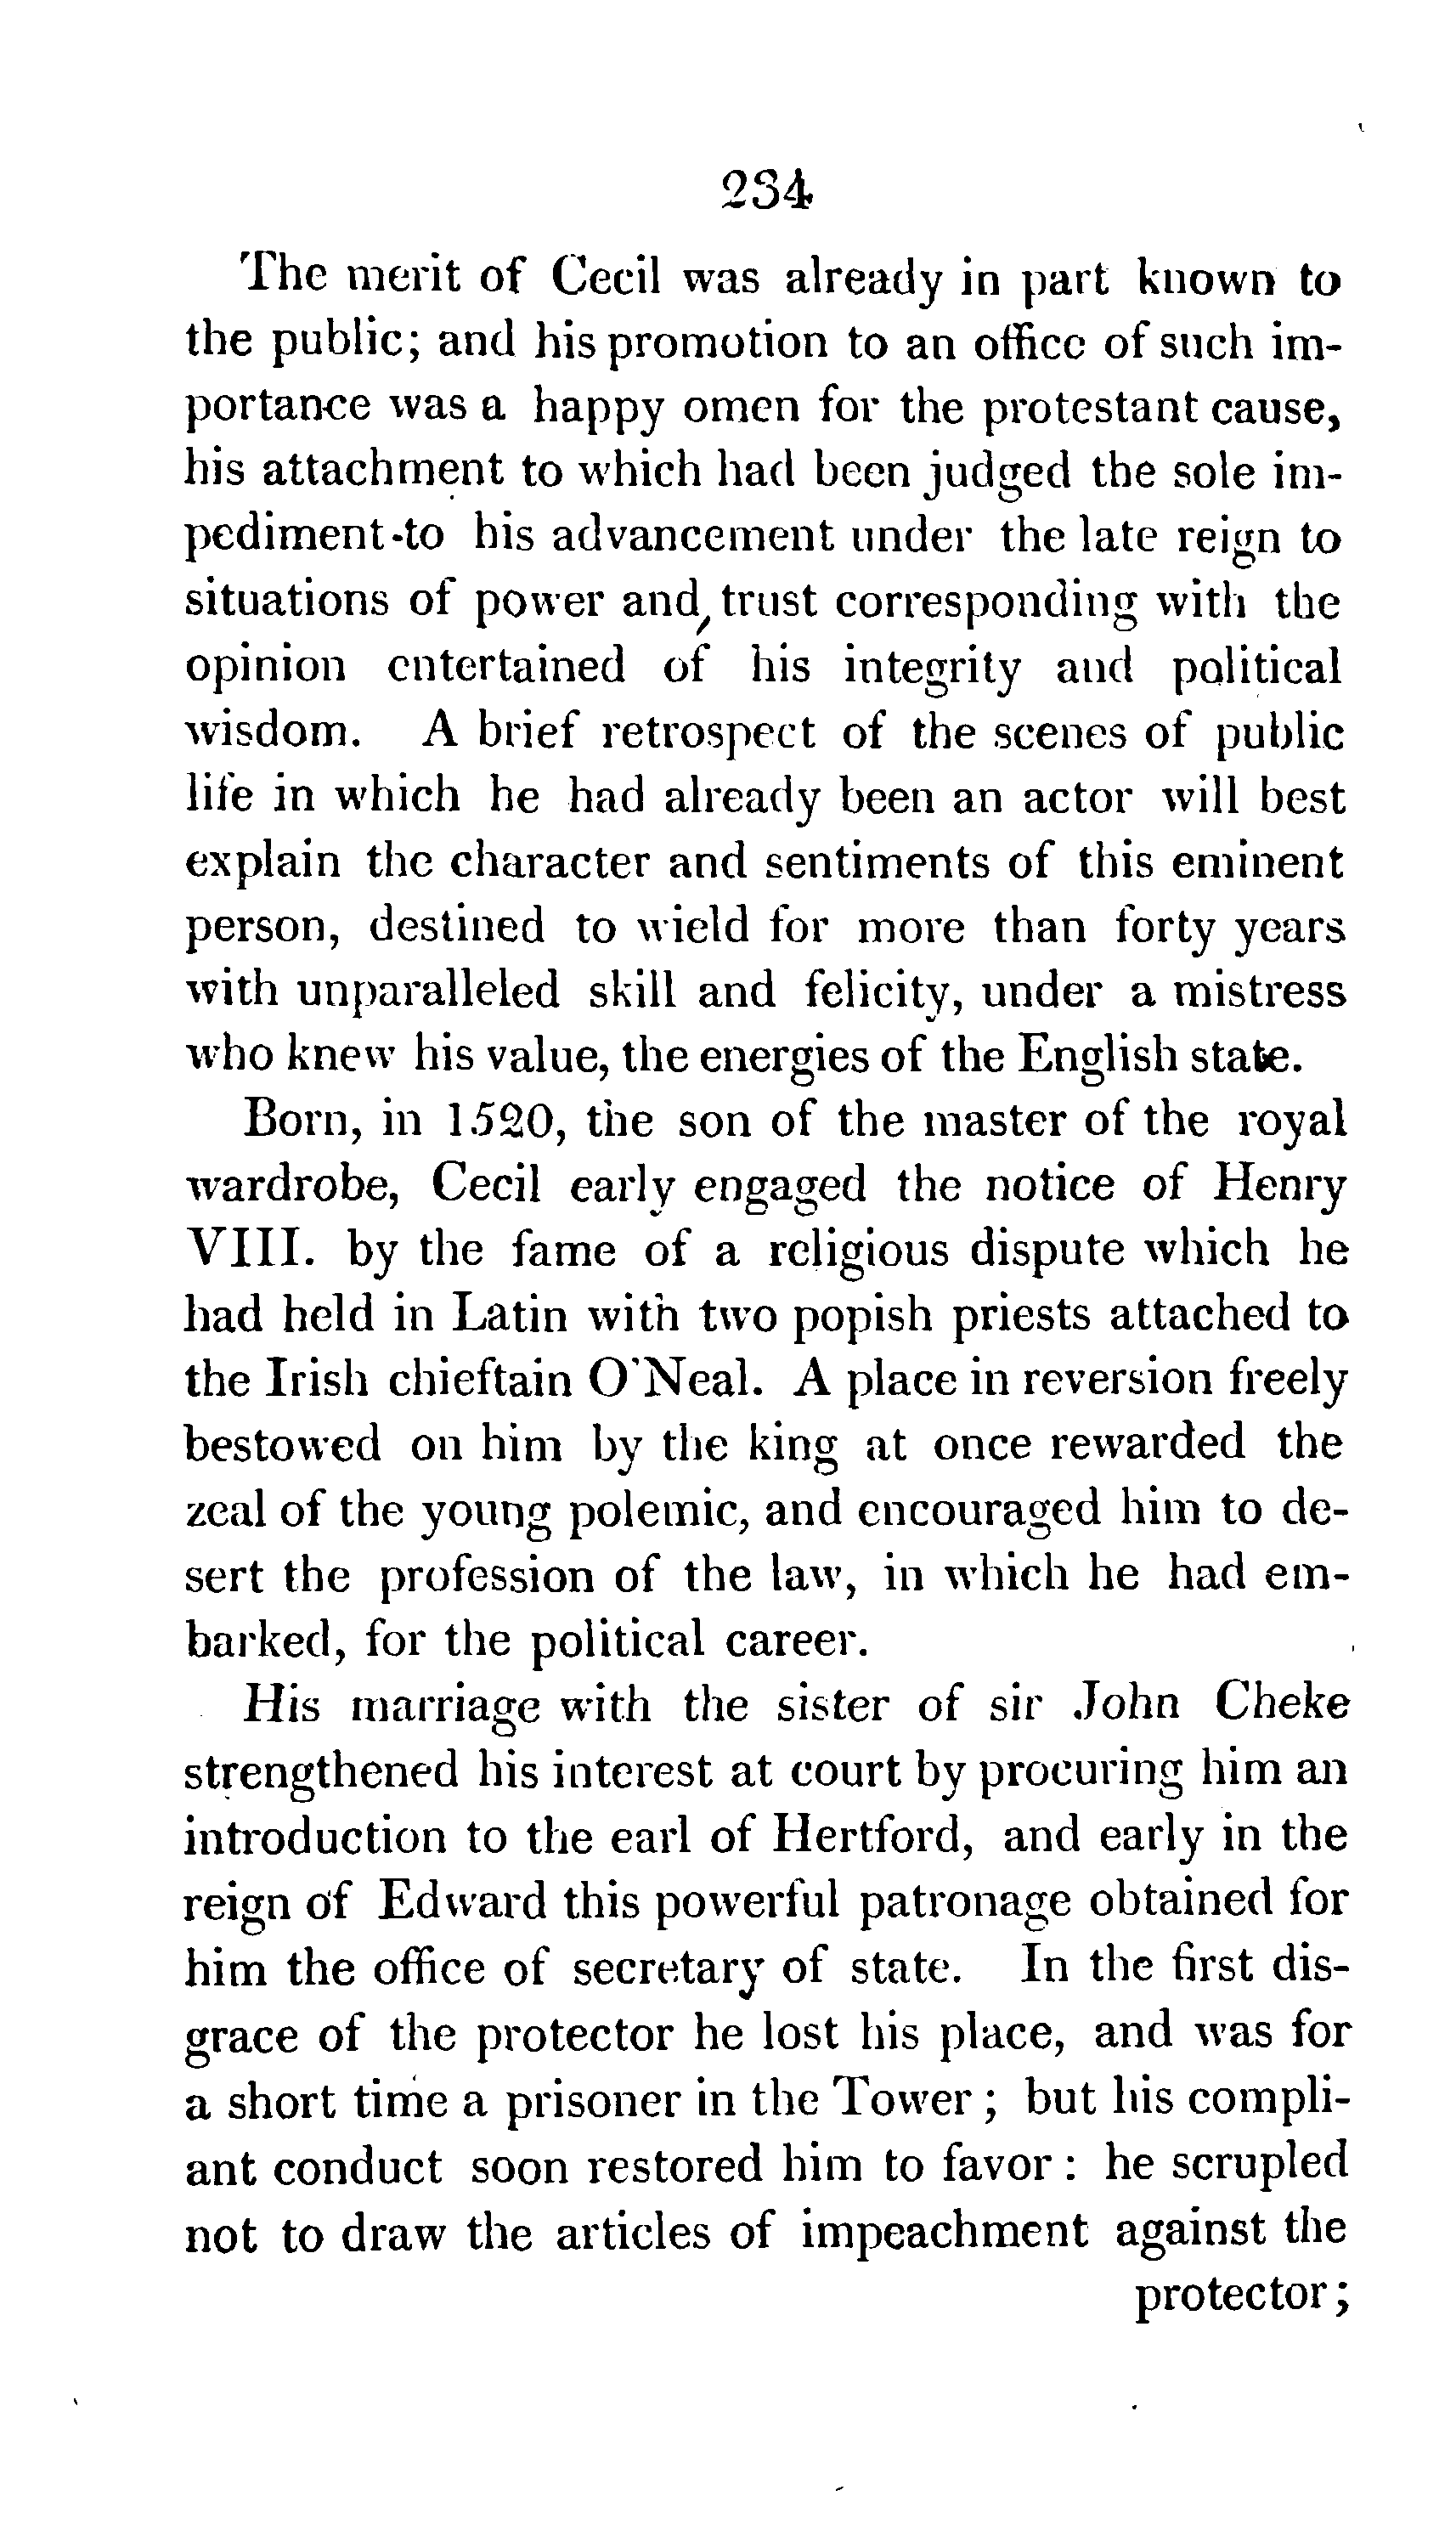 234
The merit of Cecil was already in part known to
the public; and his promotion to an office of such im-
portance was a happy omen for the protestant cause,
his attachment to which had been judged the sole im-
pediment to his advancement under the late reign to
situations of power and trust corresponding with the
opinion entertained of his integrity and political
wisdom. A brief retrospect of the scenes of public
life in which he had already been an actor will best
explain the character and sentiments of this eminent
person, destined to wield for more than forty years
with unparalleled skill and felicity, under a mistress
who knew his value, the energies of the English state.
Born, in 1520, the son of the master of the royal
wardrobe, Cecil early engaged the notice of Henry
VIII. by the fame of a religious dispute which he
had held in Latin with two popish priests attached to
the Irish chieftain O'Neal. A place in reversion freely
bestowed on him by the king at once rewarded the
zeal of the young polemic, and encouraged him to de-
sert the profession of the law, in which he had em-
barked, for the political career.
His marriage with the sister of sir John Cheke
strengthened his interest at court by procuring him an
introduction to the earl of Hertford, and early in the
reign of Edward this powerful patronage obtained for
him the office of secretary of state. In the first dis-
grace of the protector he lost his place, and was for
a short time a prisoner in the Tower; but his compli-
ant conduct soon restored him to favor: he scrupled
not to draw the articles of impeachment against the
protector;